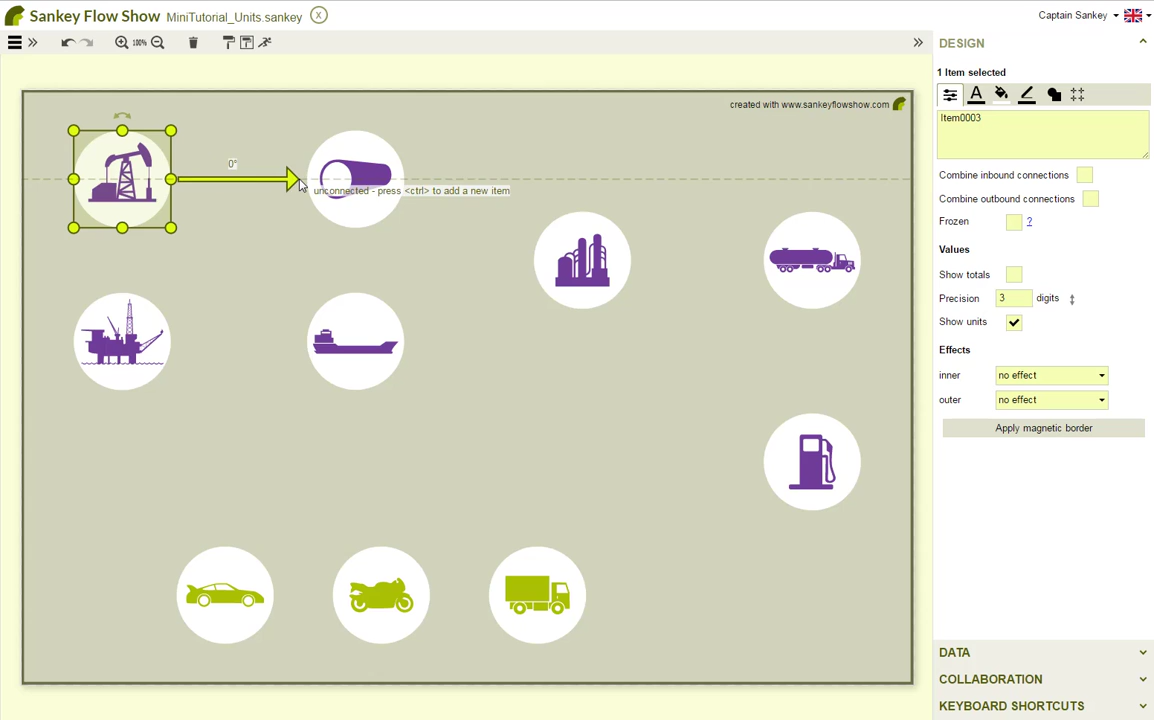 Sankey Flow Show MiniTutorial_Units.sankey X
Captain Sankey
100%
DESIGN
1 Item selected
A
created with www.sankeyflowshow.com
Item0003
0°
unconnected - press <ctrl> to add a new item
Combine inbound connections
Combine outbound connections
Frozen ?
Values
Show totals
Precision 3 digits
Show units
Effects
inner no effect
outer no effect
Apply magnetic border
DATA
COLLABORATION
KEYBOARD SHORTCUTS